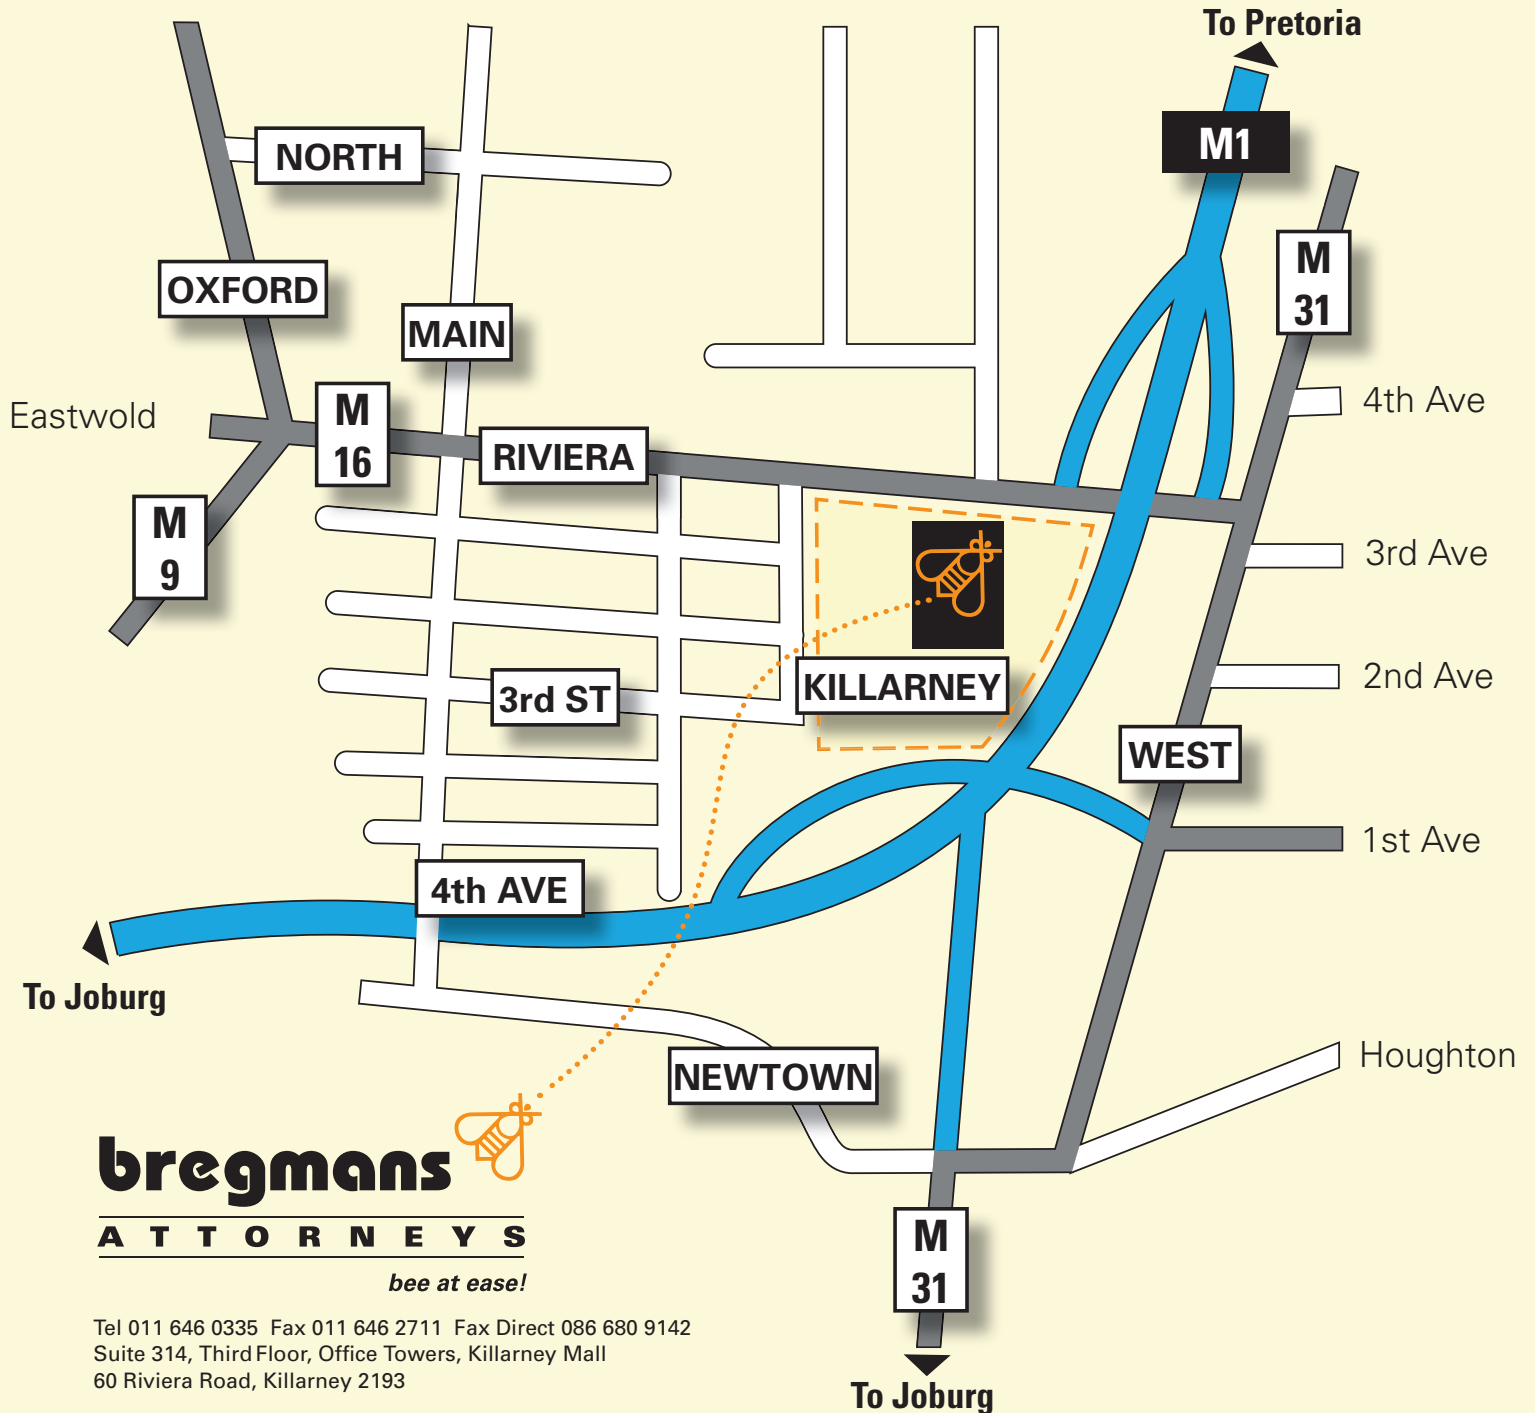 To Pretoria
M1
NORTH
M
31
OXFORD
MAIN
Eastwold
M
16
RIVIERA
4th Ave
M
9
3rd Ave
KILLARNEY
2nd Ave
3rd ST
WEST
1st Ave
4th AVE
To Joburg
Houghton
NEWTOWN
bregmans
ATTORNEYS
bee at ease!
M
31
Tel 011 646 0335 Fax 011 646 2711 Fax Direct 086 680 9142
Suite 314, Third Floor, Office Towers, Killarney Mall
60 Riviera Road, Killarney 2193
To Joburg